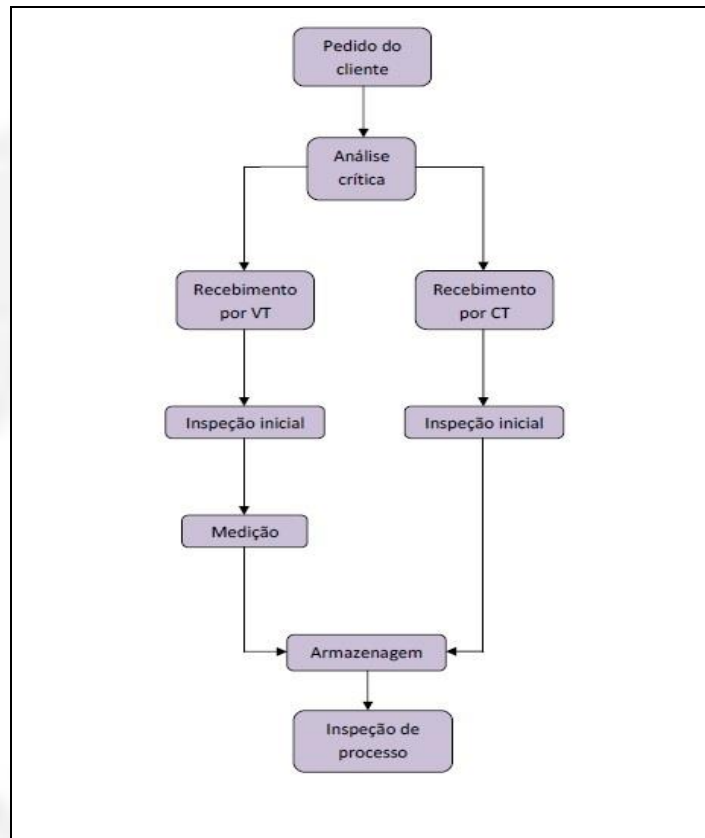 Pedido do
cliente
Análise
crítica
Recebimento
por VT
Recebimento
por CT
Inspeção inicial
Inspeção inicial
Medição
Armazenagem
Inspeção de
processo